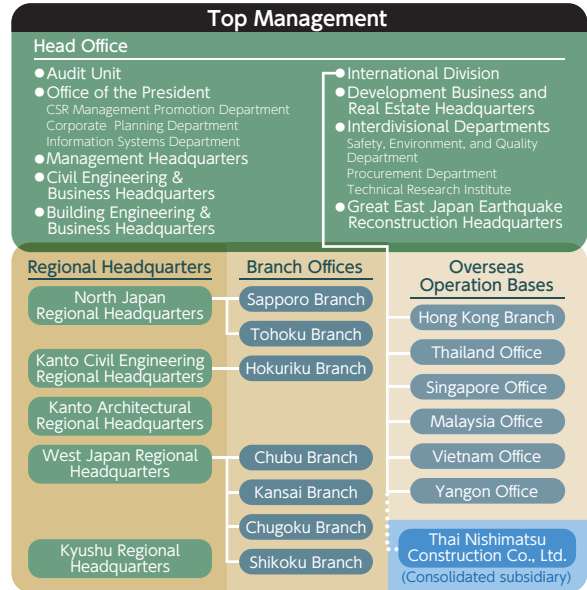 Top Management
Head Office
●Audit Unit
●Office of the President
CSR Management Promotion Department
Corporate Planning Department
Information Systems Department
●Management Headquarters
●Civil Engineering &
Business Headquarters
●Building Engineering &
Business Headquarters
●International Division
●Development Business and
Real Estate Headquarters
●Interdivisional Departments
Safety, Environment, and Quality
Department
Procurement Department
Technical Research Institute
●Great East Japan Earthquake
Reconstruction Headquarters
Regional Headquarters
North Japan
Regional Headquarters
Kanto Civil Engineering
Regional Headquarters
Kanto Architectural
Regional Headquarters
West Japan Regional
Headquarters
Kyushu Regional
Headquarters
Branch Offices
Sapporo Branch
Tohoku Branch
Hokuriku Branch
Chubu Branch
Kansai Branch
Chugoku Branch
Shikoku Branch
Overseas
Operation Bases
Hong Kong Branch
Thailand Office
Singapore Office
Malaysia Office
Vietnam Office
Yangon Office
Thai Nishimatsu
Construction Co., Ltd.
(Consolidated subsidiary)